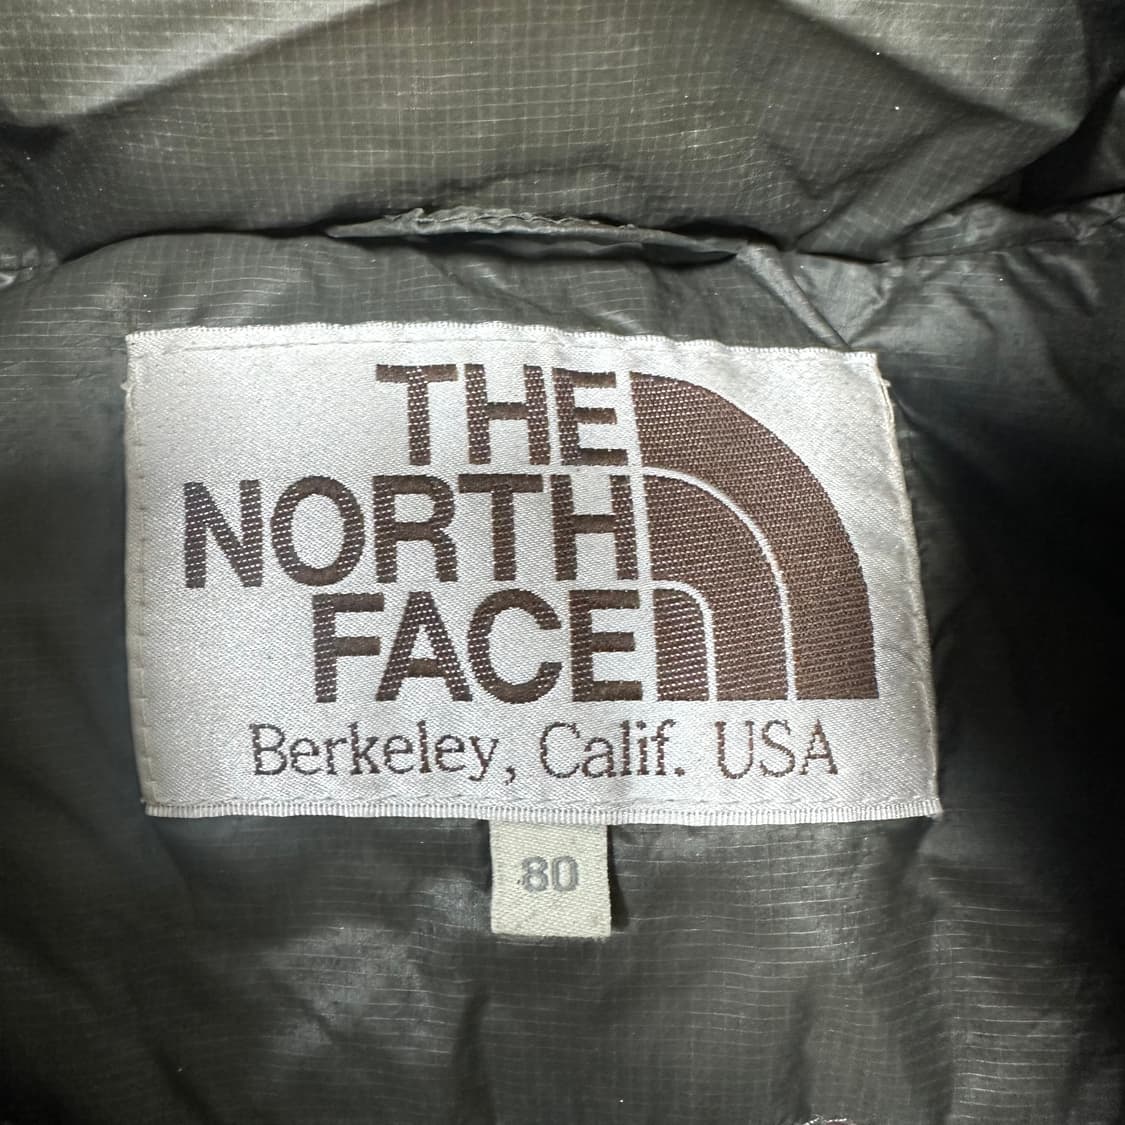 THE
NORTH
FACE
Berkeley, Calif. USA
80